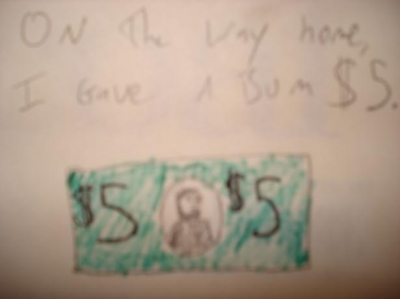 On the way home,
I gave a bum $5.
$5 $5